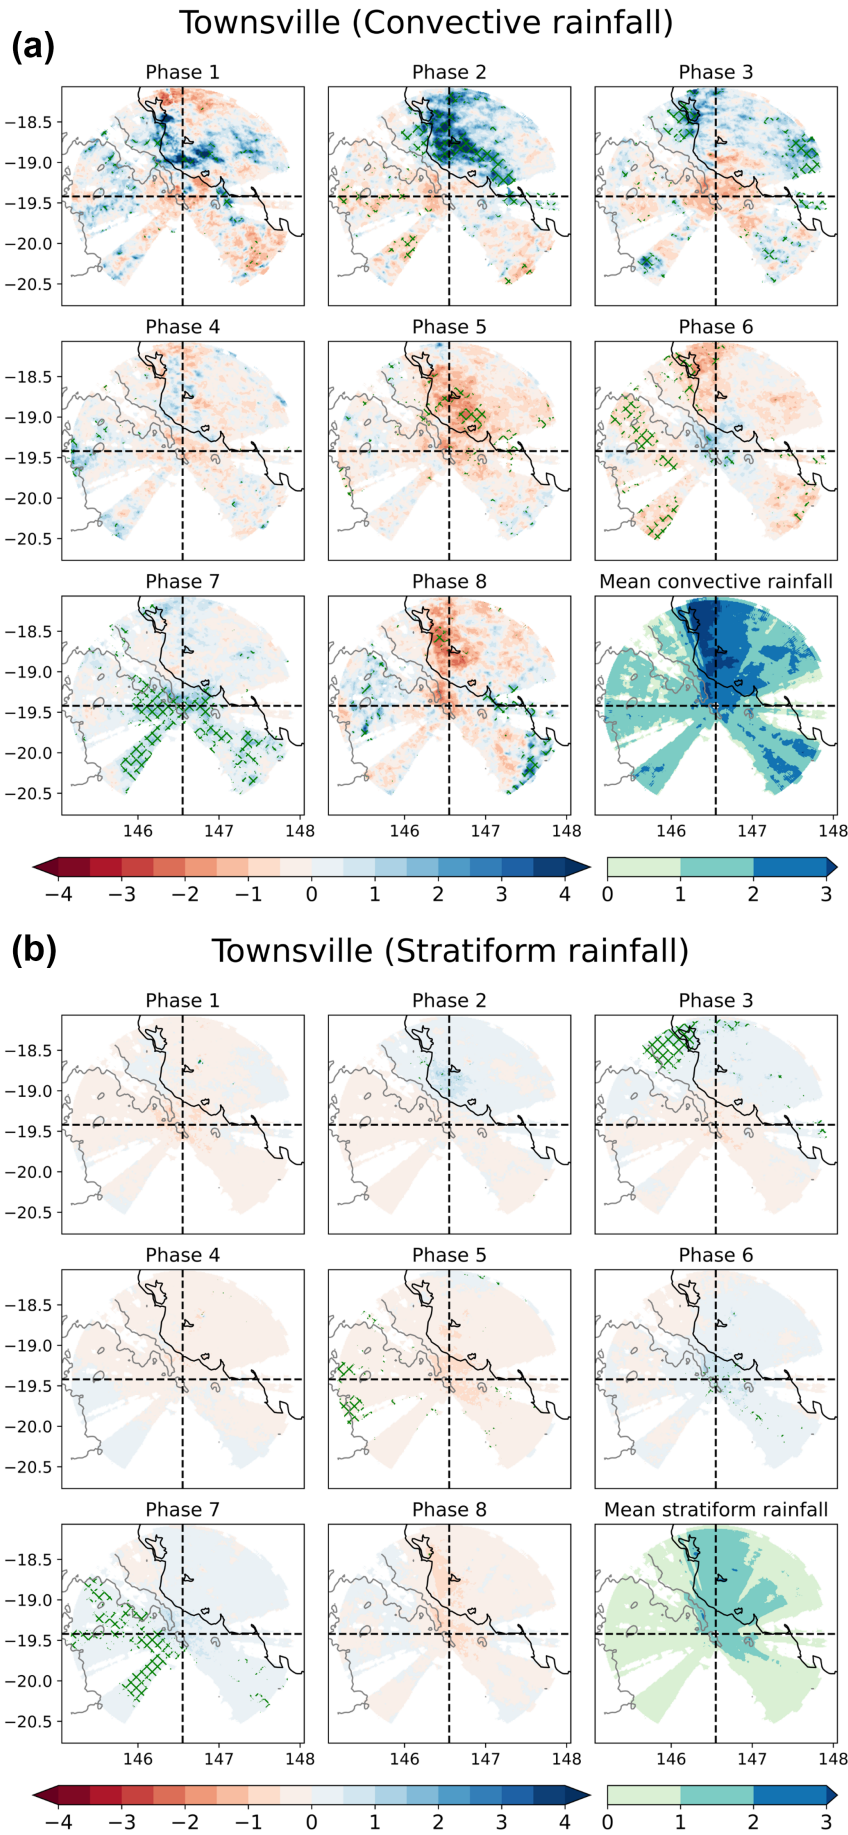 Townsville (Convective rainfall)
(a)
Phase 1 Phase 2 Phase 3
−18.5
−19.0
−19.5
−20.0
−20.5
Phase 4 Phase 5 Phase 6
−18.5
−19.0
−19.5
−20.0
−20.5
Phase 7 Phase 8 Mean convective rainfall
−18.5
−19.0
−19.5
−20.0
−20.5
146 147 148 146 147 148 146 147 148
−4 −3 −2 −1 0 1 2 3 4 0 1 2 3
(b)
Townsville (Stratiform rainfall)
Phase 1 Phase 2 Phase 3
−18.5
−19.0
−19.5
−20.0
−20.5
Phase 4 Phase 5 Phase 6
−18.5
−19.0
−19.5
−20.0
−20.5
Phase 7 Phase 8 Mean stratiform rainfall
−18.5
−19.0
−19.5
−20.0
−20.5
146 147 148 146 147 148 146 147 148
−4 −3 −2 −1 0 1 2 3 4 0 1 2 3